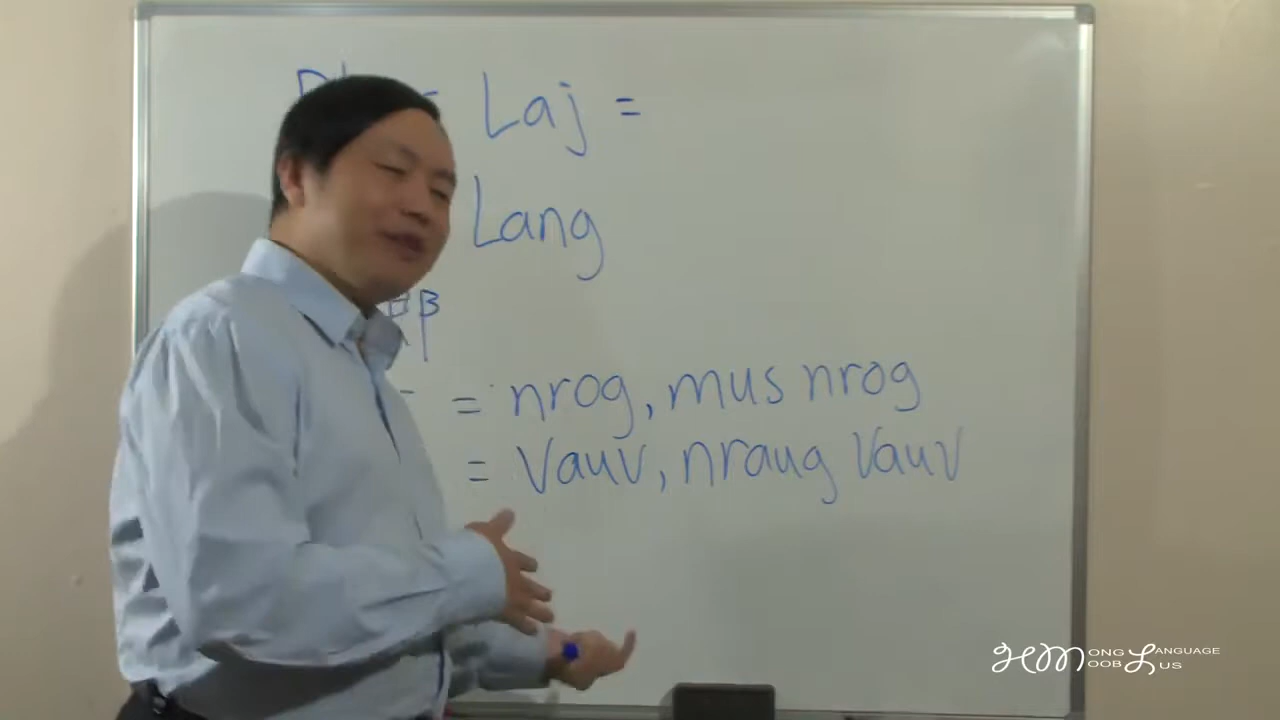 Laj =
Lang
= nrog, mus nrog
= Vauv, nraug Vauv
HMONG LANGUAGE
HMOOB LUS